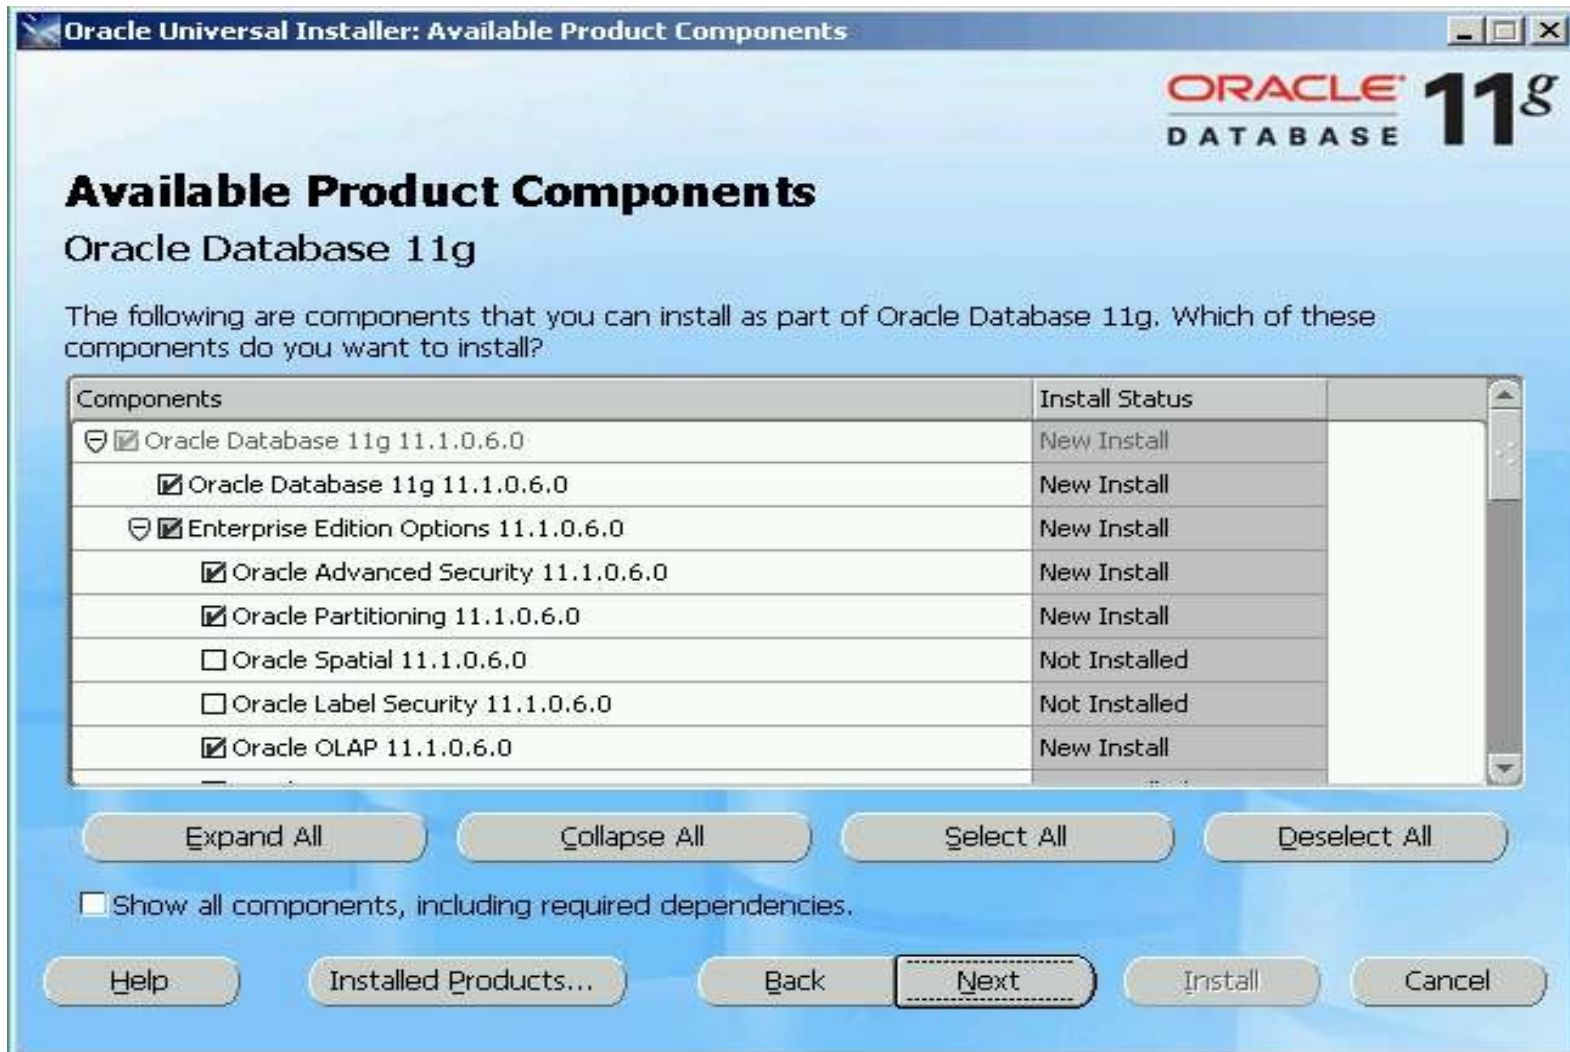 Oracle Universal Installer: Available Product Components
ORACLE 11g
DATABASE
Available Product Components
Oracle Database 11g
The following are components that you can install as part of Oracle Database 11g. Which of these
components do you want to install?
Components Install Status
Oracle Database 11g 11.1.0.6.0 New Install
Oracle Database 11g 11.1.0.6.0 New Install
Enterprise Edition Options 11.1.0.6.0 New Install
Oracle Advanced Security 11.1.0.6.0 New Install
Oracle Partitioning 11.1.0.6.0 New Install
Oracle Spatial 11.1.0.6.0 Not Installed
Oracle Label Security 11.1.0.6.0 Not Installed
Oracle OLAP 11.1.0.6.0 New Install
Expand All Collapse All Select All Deselect All
Show all components, including required dependencies.
Help Installed Products... Back Next Install Cancel